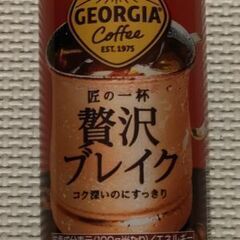 GEORGIA
Coffee
EST. 1975
匠の一杯
贅沢
ブレイク
コク深いのにすっきり